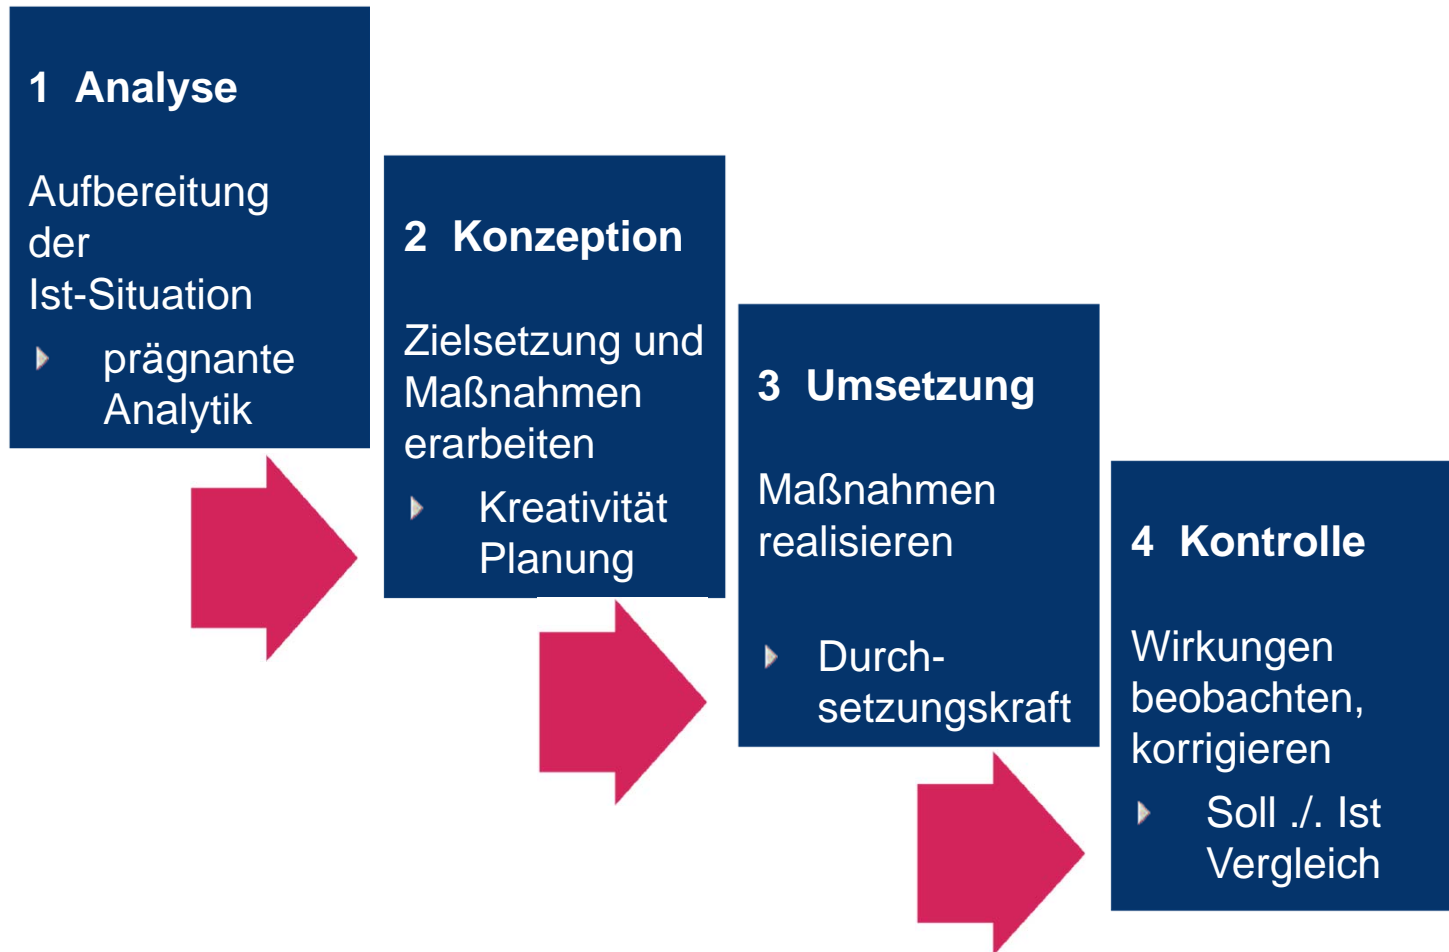 1 Analyse
Aufbereitung
der
Ist-Situation
prägnante
Analytik
2 Konzeption
Zielsetzung und
Maßnahmen
erarbeiten
Kreativität
Planung
3 Umsetzung
Maßnahmen
realisieren
Durch-
setzungskraft
4 Kontrolle
Wirkungen
beobachten,
korrigieren
Soll ./. Ist
Vergleich